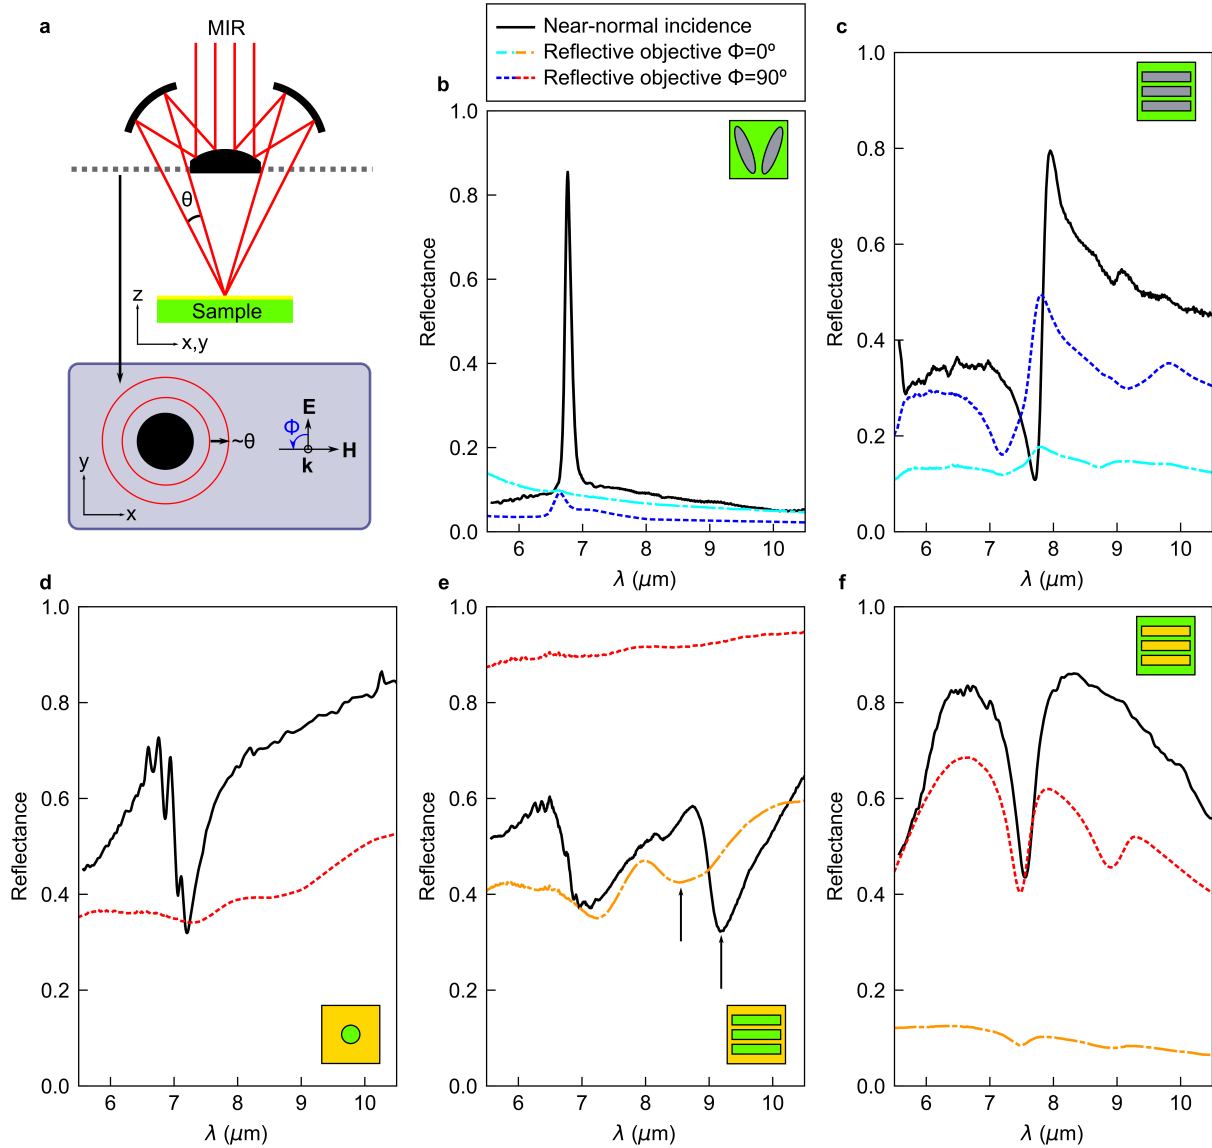 a
MIR
θ
z
Sample
x,y
Φ
E
~θ
H
k
y
x
Near-normal incidence
Reflective objective Φ=0º
Reflective objective Φ=90º
b
1.0
0.8
0.6
0.4
0.2
0.0
Reflectance
6 7 8 9 10
λ (μm)
c
1.0
0.8
0.6
0.4
0.2
0.0
Reflectance
6 7 8 9 10
λ (μm)
d
1.0
0.8
0.6
0.4
0.2
0.0
Reflectance
6 7 8 9 10
λ (μm)
e
1.0
0.8
0.6
0.4
0.2
0.0
Reflectance
6 7 8 9 10
λ (μm)
f
1.0
0.8
0.6
0.4
0.2
0.0
Reflectance
6 7 8 9 10
λ (μm)